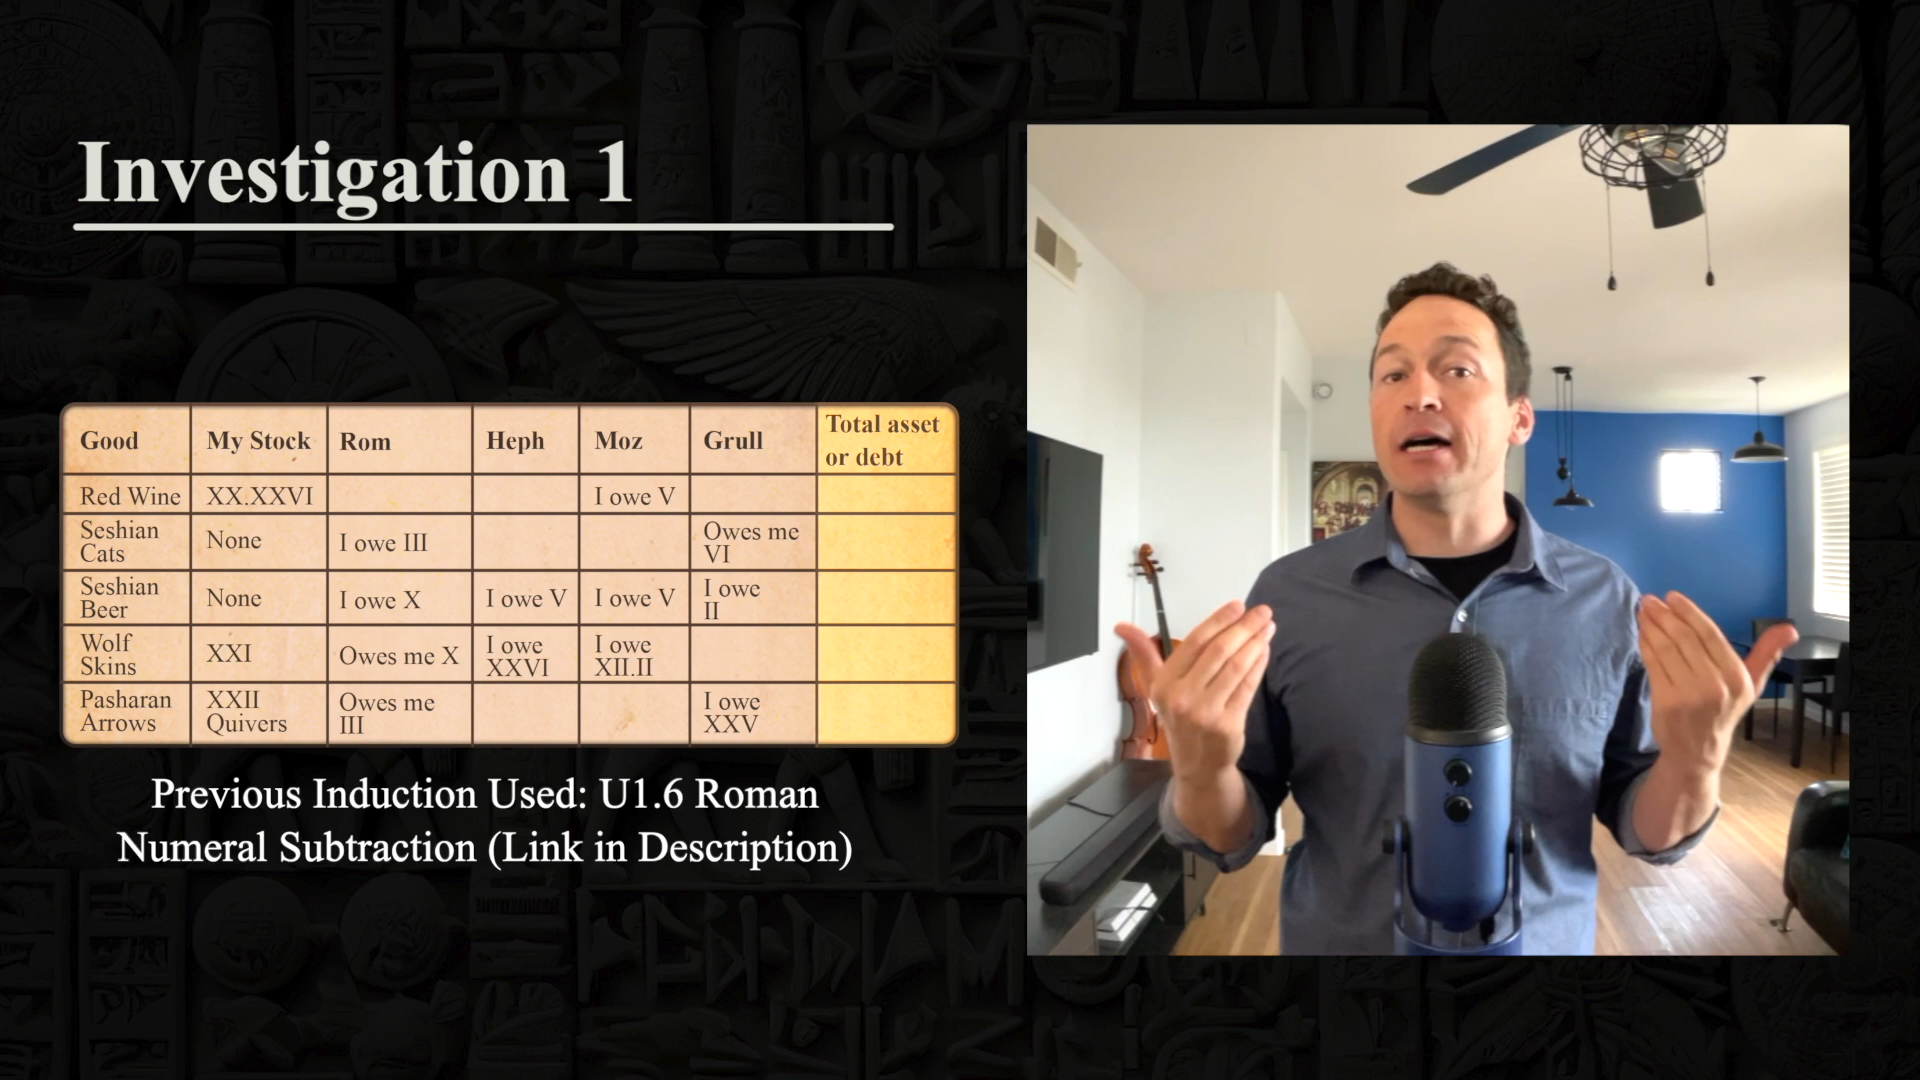 Investigation 1
Good My Stock Rom Heph Moz Grull Total asset or debt
Red Wine XX.XXVI I owe V
Seshian Cats None I owe III Owes me VI
Seshian Beer None I owe X I owe V I owe V I owe II
Wolf Skins XXI Owes me X I owe XXVI I owe XII.II
Pasharan Arrows XXII Quivers Owes me III I owe XXV
Previous Induction Used: U1.6 Roman
Numeral Subtraction (Link in Description)